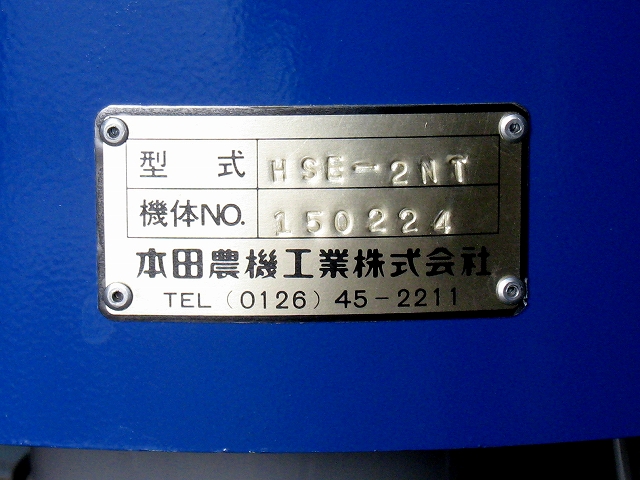 型式 HSE-2NT
機体NO. 150224
本田農機工業株式会社
TEL (0126) 45-2211